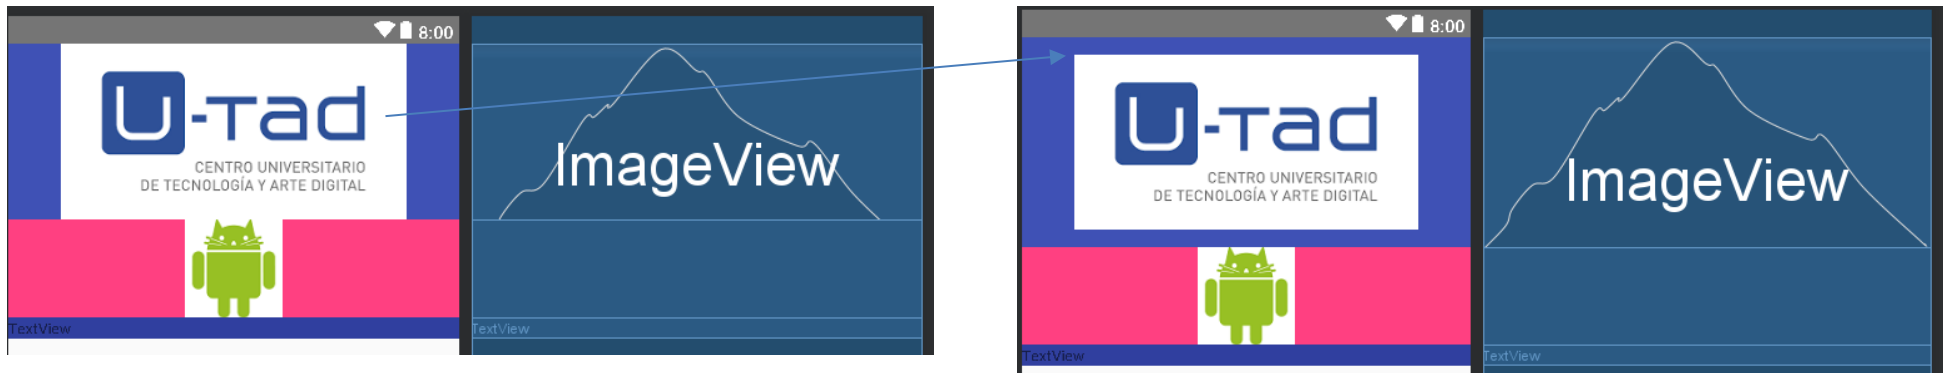 8:00
U-Tad
CENTRO UNIVERSITARIO
DE TECNOLOGÍA Y ARTE DIGITAL
TextView
ImageView
TextView
8:00
U-Tad
CENTRO UNIVERSITARIO
DE TECNOLOGÍA Y ARTE DIGITAL
TextView
ImageView
TextView